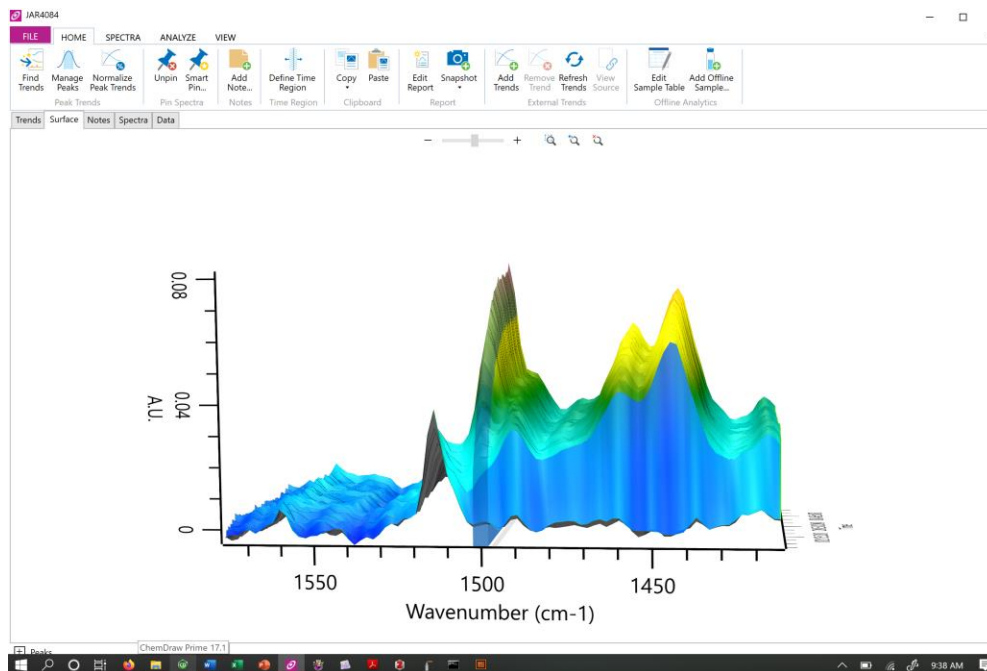 JAR4084
FILE HOME SPECTRA ANALYZE VIEW
Find Trends Manage Peaks Normalize Peak Trends Unpin Smart Pin... Add Note... Define Time Region Copy Paste Edit Report Snapshot Add Trends Remove Trend Refresh Trends View Source Edit Sample Table Add Offline Sample...
Peak Trends Pin Spectra Notes Time Region Clipboard Report External Trends Offline Analytics
Trends Surface Notes Spectra Data
0.08
0.04
0
A.U.
1550 1500 1450
Wavenumber (cm-1)
Peaks
ChemDraw Prime 17.1
9:38 AM